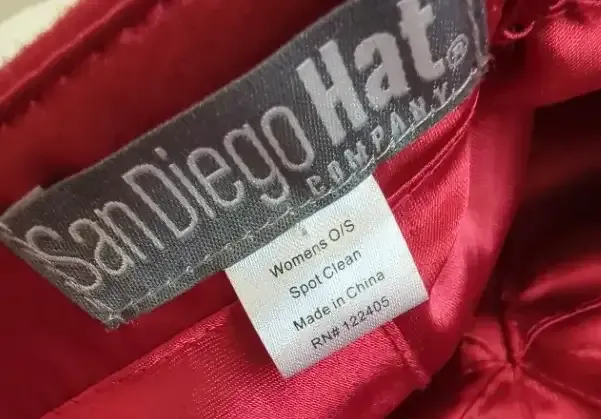 San Diego Hat®
COMPANY
Womens O/S
Spot Clean
Made in China
RN# 122405